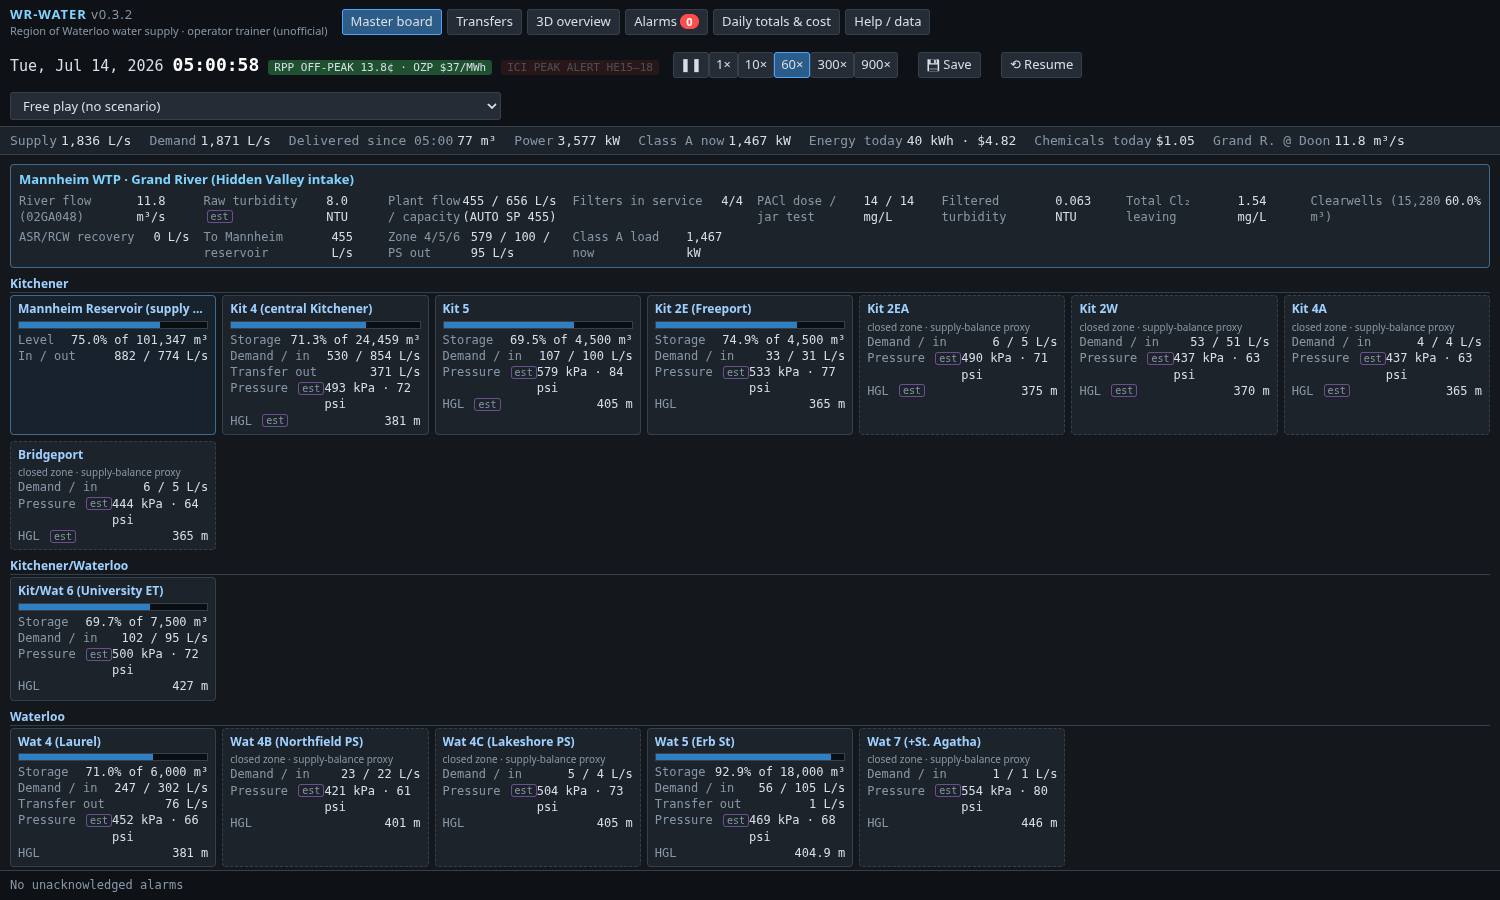 WR-WATER v0.3.2
Region of Waterloo water supply · operator trainer (unofficial)
Master board Transfers 3D overview Alarms 0 Daily totals & cost Help / data
Tue, Jul 14, 2026 05:00:58 RPP OFF-PEAK 13.8¢ · OZP $37/MWh ICI PEAK ALERT HE15–18 ❚❚ 1× 10× 60× 300× 900× 💾 Save ⟲ Resume
Free play (no scenario)
Supply 1,836 L/s Demand 1,871 L/s Delivered since 05:00 77 m³ Power 3,577 kW Class A now 1,467 kW Energy today 40 kWh · $4.82 Chemicals today $1.05 Grand R. @ Doon 11.8 m³/s
Mannheim WTP · Grand River (Hidden Valley intake)
River flow 11.8 Raw turbidity 8.0 Plant flow 455 / 656 L/s Filters in service 4/4 PACl dose / 14 / 14 Filtered 0.063 Total Cl₂ 1.54 Clearwells (15,280 60.0%
(02GA048) m³/s est NTU / capacity (AUTO SP 455) jar test mg/L turbidity NTU leaving mg/L m³)
ASR/RCW recovery 0 L/s To Mannheim 455 Zone 4/5/6 579 / 100 / Class A load 1,467
reservoir L/s PS out 95 L/s now kW
Kitchener
Mannheim Reservoir (supply ...
Level 75.0% of 101,347 m³
In / out 882 / 774 L/s
Kit 4 (central Kitchener)
Storage 71.3% of 24,459 m³
Demand / in 530 / 854 L/s
Transfer out 371 L/s
Pressure est 493 kPa · 72
psi
HGL est 381 m
Kit 5
Storage 69.5% of 4,500 m³
Demand / in 107 / 100 L/s
Pressure est 579 kPa · 84
psi
HGL est 405 m
Kit 2E (Freeport)
Storage 74.9% of 4,500 m³
Demand / in 33 / 31 L/s
Pressure est 533 kPa · 77
psi
HGL 365 m
Kit 2EA
closed zone · supply-balance proxy
Demand / in 6 / 5 L/s
Pressure est 490 kPa · 71
psi
HGL est 375 m
Kit 2W
closed zone · supply-balance proxy
Demand / in 53 / 51 L/s
Pressure est 437 kPa · 63
psi
HGL est 370 m
Kit 4A
closed zone · supply-balance proxy
Demand / in 4 / 4 L/s
Pressure est 437 kPa · 63
psi
HGL est 365 m
Bridgeport
closed zone · supply-balance proxy
Demand / in 6 / 5 L/s
Pressure est 444 kPa · 64
psi
HGL est 365 m
Kitchener/Waterloo
Kit/Wat 6 (University ET)
Storage 69.7% of 7,500 m³
Demand / in 102 / 95 L/s
Pressure est 500 kPa · 72
psi
HGL 427 m
Waterloo
Wat 4 (Laurel)
Storage 71.0% of 6,000 m³
Demand / in 247 / 302 L/s
Transfer out 76 L/s
Pressure est 452 kPa · 66
psi
HGL 381 m
Wat 4B (Northfield PS)
closed zone · supply-balance proxy
Demand / in 23 / 22 L/s
Pressure est 421 kPa · 61
psi
HGL 401 m
Wat 4C (Lakeshore PS)
closed zone · supply-balance proxy
Demand / in 5 / 4 L/s
Pressure est 504 kPa · 73
psi
HGL 405 m
Wat 5 (Erb St)
Storage 92.9% of 18,000 m³
Demand / in 56 / 105 L/s
Transfer out 1 L/s
Pressure est 469 kPa · 68
psi
HGL 404.9 m
Wat 7 (+St. Agatha)
closed zone · supply-balance proxy
Demand / in 1 / 1 L/s
Pressure est 554 kPa · 80
psi
HGL 446 m
No unacknowledged alarms